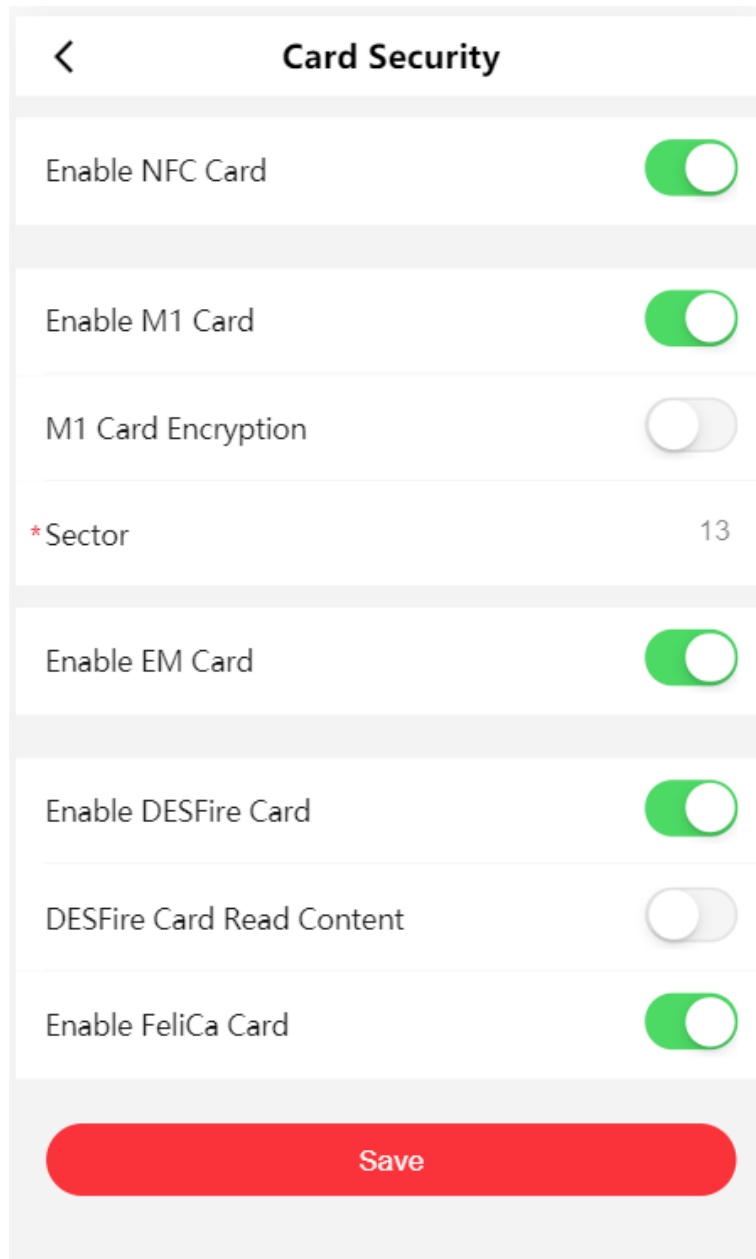 Card Security
Enable NFC Card
Enable M1 Card
M1 Card Encryption
*Sector 13
Enable EM Card
Enable DESFire Card
DESFire Card Read Content
Enable FeliCa Card
Save